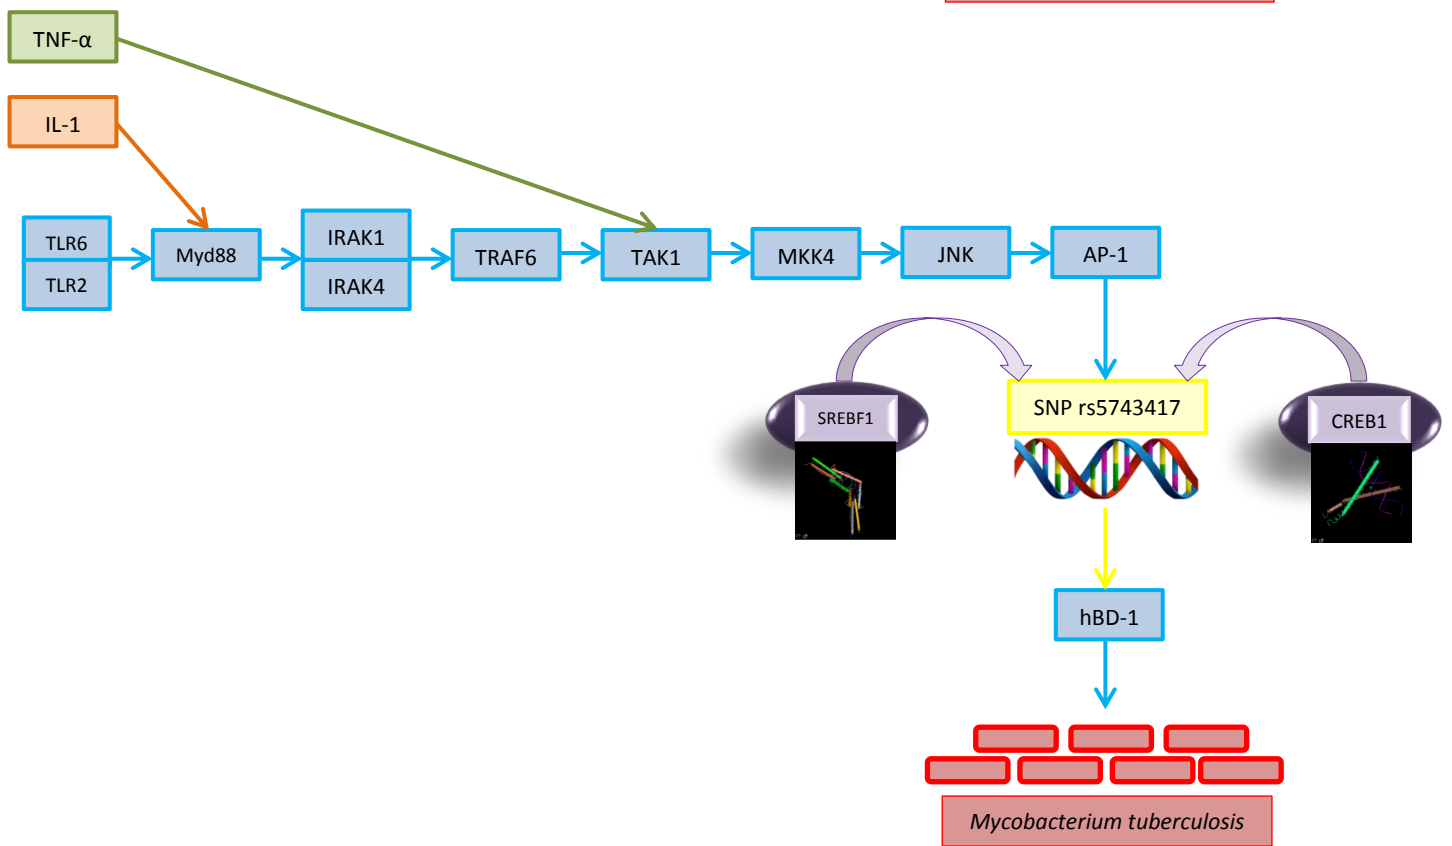 TNF-α
IL-1
TLR6
TLR2
Myd88
IRAK1
IRAK4
TRAF6
TAK1
MKK4
JNK
AP-1
SREBF1
SNP rs5743417
CREB1
hBD-1
Mycobacterium tuberculosis